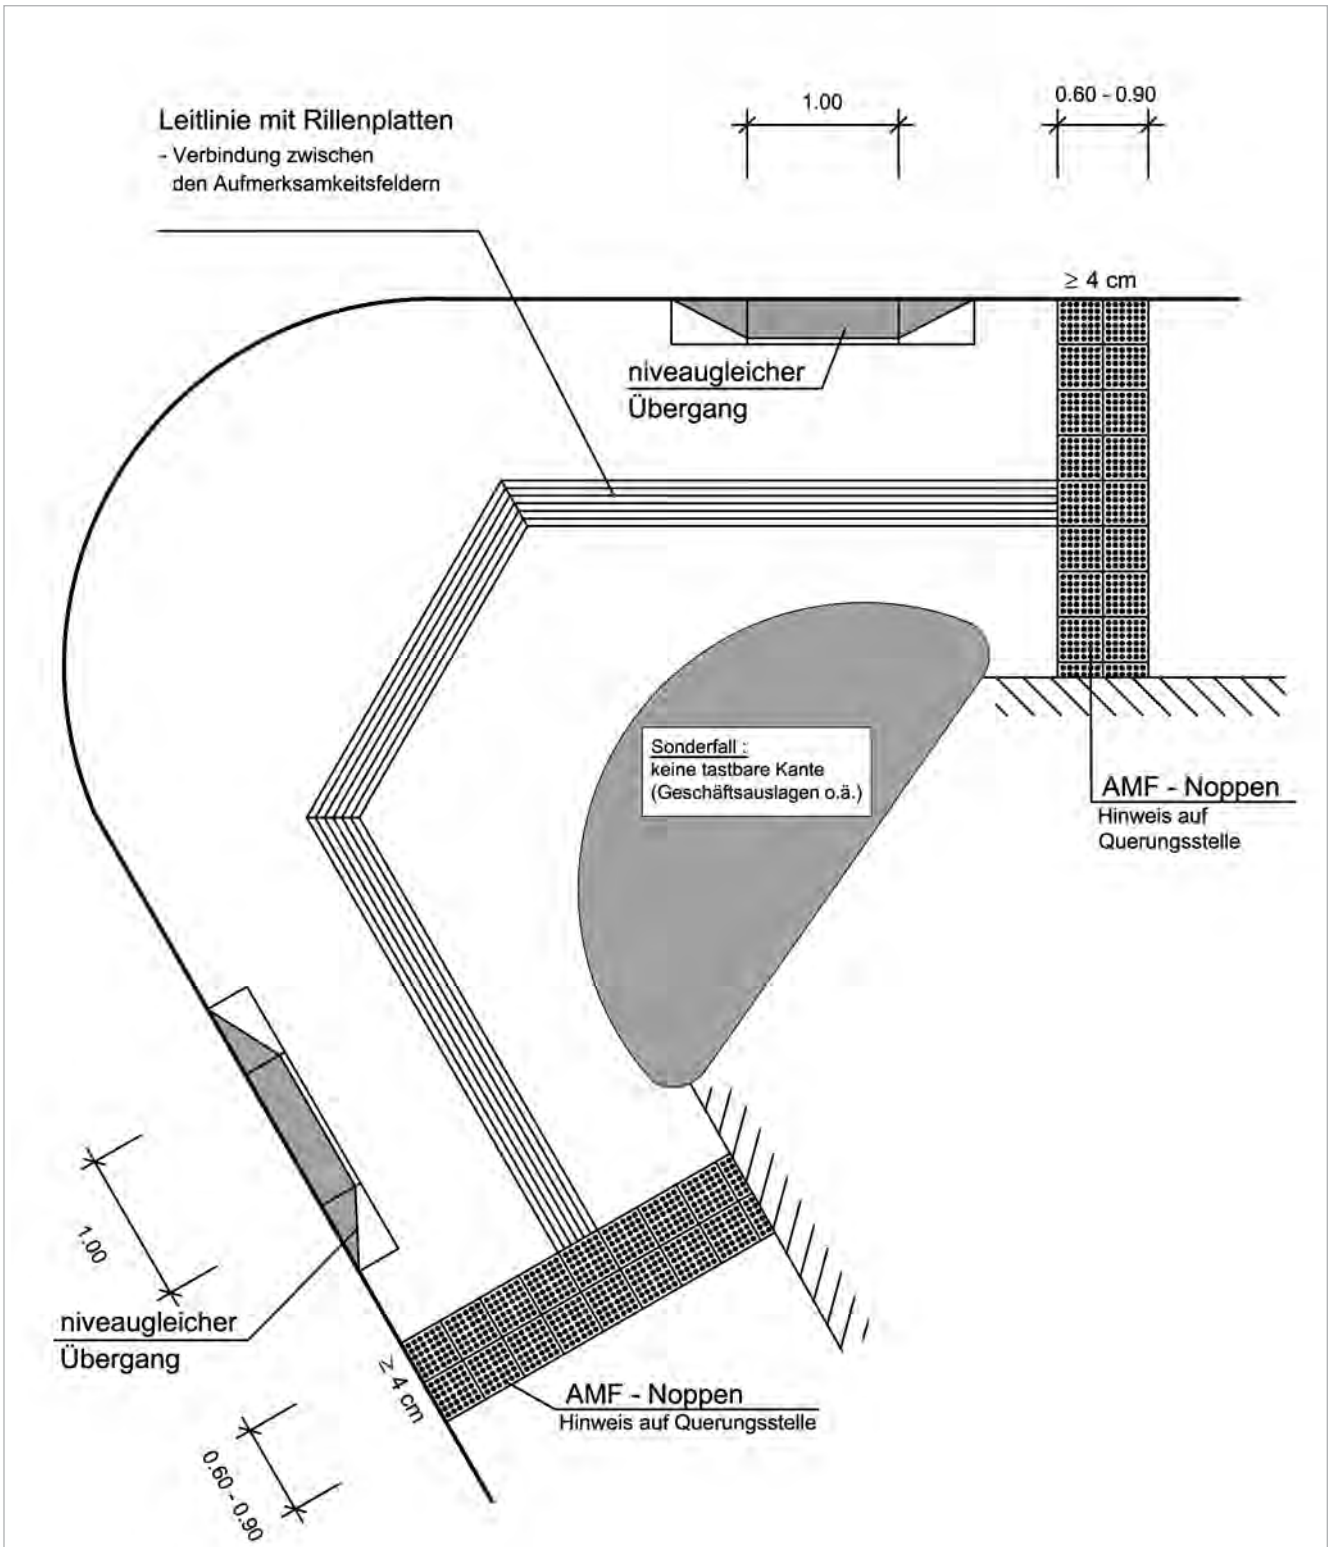 1.00
0.60 - 0.90
Leitlinie mit Rillenplatten
- Verbindung zwischen
den Aufmerksamkeitsfeldern
≥ 4 cm
niveaugleicher
Übergang
Sonderfall :
keine tastbare Kante
(Geschäftsauslagen o.ä.)
AMF - Noppen
Hinweis auf
Querungsstelle
1.00
niveaugleicher
Übergang
≥ 4 cm
AMF - Noppen
Hinweis auf Querungsstelle
0.60 - 0.90